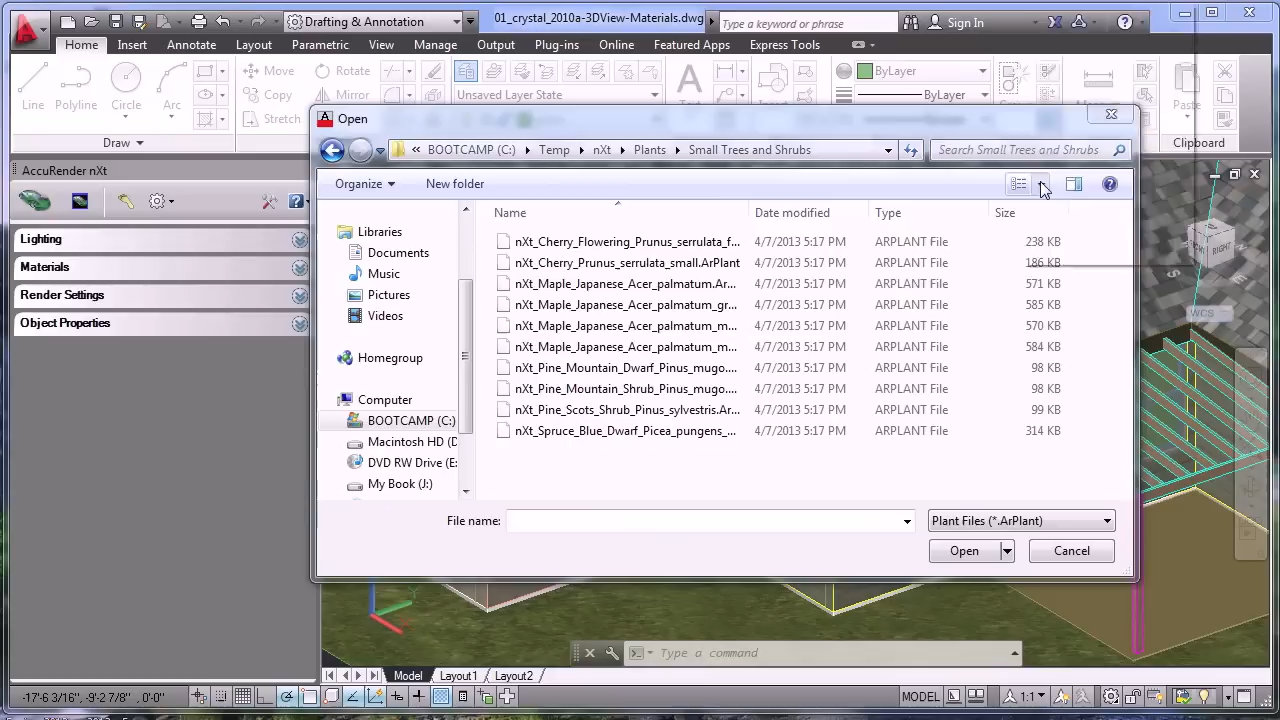 Drafting & Annotation
01_crystal_2010a-3DView-Materials.dwg
Type a keyword or phrase
Sign In
Home Insert Annotate Layout Parametric View Manage Output Plug-ins Online Featured Apps Express Tools
Line Polyline Circle Arc
Move Rotate
Copy Mirror
Stretch
Unsaved Layer State
ByLayer
ByLayer
Paste
Draw
Clipboard
AccuRender nXt
Lighting
Materials
Render Settings
Object Properties
Open
« BOOTCAMP (C:) Temp nXt Plants Small Trees and Shrubs
Search Small Trees and Shrubs
Organize New folder
Name Date modified Type Size
Libraries
Documents
Music
Pictures
Videos
Homegroup
Computer
BOOTCAMP (C:)
Macintosh HD (D
DVD RW Drive (E:
My Book (J:)
nXt_Cherry_Flowering_Prunus_serrulata_f... 4/7/2013 5:17 PM ARPLANT File 238 KB
nXt_Cherry_Prunus_serrulata_small.ArPlant 4/7/2013 5:17 PM ARPLANT File 186 KB
nXt_Maple_Japanese_Acer_palmatum.Ar... 4/7/2013 5:17 PM ARPLANT File 571 KB
nXt_Maple_Japanese_Acer_palmatum_gr... 4/7/2013 5:17 PM ARPLANT File 585 KB
nXt_Maple_Japanese_Acer_palmatum_m... 4/7/2013 5:17 PM ARPLANT File 570 KB
nXt_Maple_Japanese_Acer_palmatum_m... 4/7/2013 5:17 PM ARPLANT File 584 KB
nXt_Pine_Mountain_Dwarf_Pinus_mugo.... 4/7/2013 5:17 PM ARPLANT File 98 KB
nXt_Pine_Mountain_Shrub_Pinus_mugo.... 4/7/2013 5:17 PM ARPLANT File 98 KB
nXt_Pine_Scots_Shrub_Pinus_sylvestris.Ar... 4/7/2013 5:17 PM ARPLANT File 99 KB
nXt_Spruce_Blue_Dwarf_Picea_pungens_... 4/7/2013 5:17 PM ARPLANT File 314 KB
File name:
Plant Files (*.ArPlant)
Open Cancel
RIGHT
S E
WCS
Type a command
Model Layout1 Layout2
-17'-6 3/16", -9'-2 7/8" , 0'-0"
MODEL
1:1